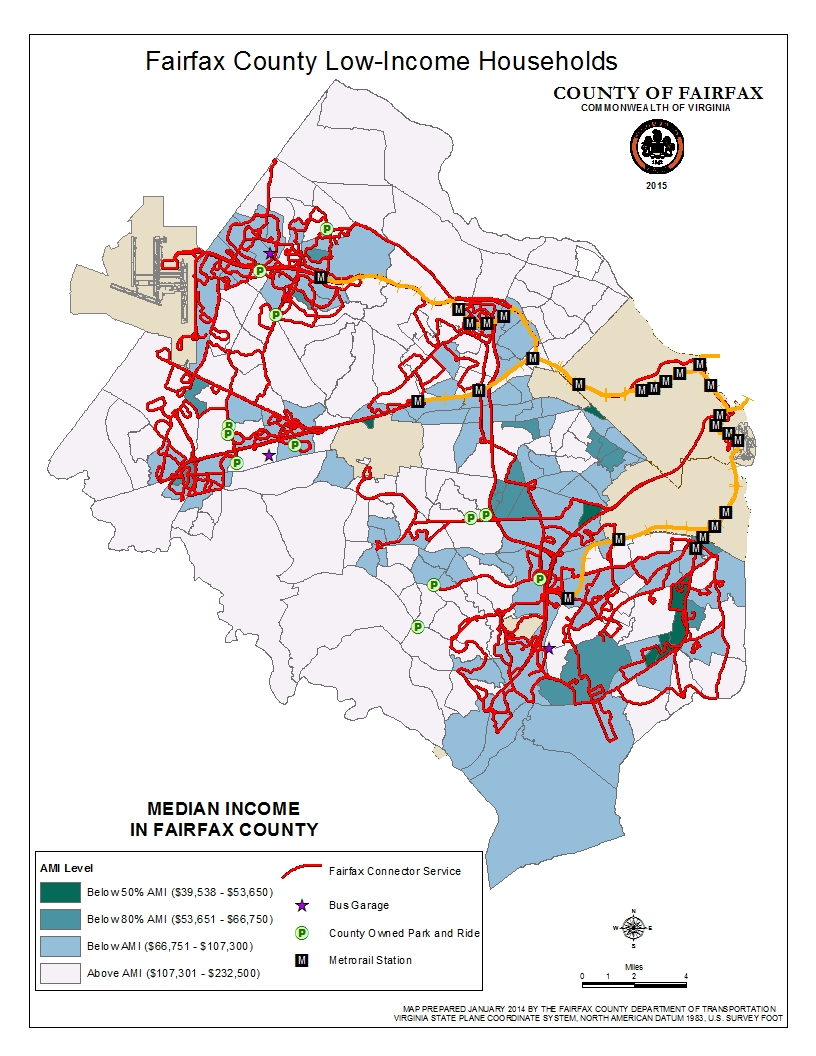 Fairfax County Low-Income Households
COUNTY OF FAIRFAX
COMMONWEALTH OF VIRGINIA
2015
P
P
M
P
M
M
M
M
P
M
M
M
M
M
M
M
M
M
M
M
M
M
M
P
P
P
P
P
P
M
M
M
M
M
P
P
M
P
MEDIAN INCOME
IN FAIRFAX COUNTY
AMI Level
Below 50% AMI ($39,538 - $53,650)
Below 80% AMI ($53,651 - $66,750)
Below AMI ($66,751 - $107,300)
Above AMI ($107,301 - $232,500)
Fairfax Connector Service
Bus Garage
P County Owned Park and Ride
M Metrorail Station
N
W E
S
Miles
0 1 2 4
MAP PREPARED JANUARY 2014 BY THE FAIRFAX COUNTY DEPARTMENT OF TRANSPORTATION
VIRGINIA STATE PLANE COORDINATE SYSTEM, NORTH AMERICAN DATUM 1983, U.S. SURVEY FOOT